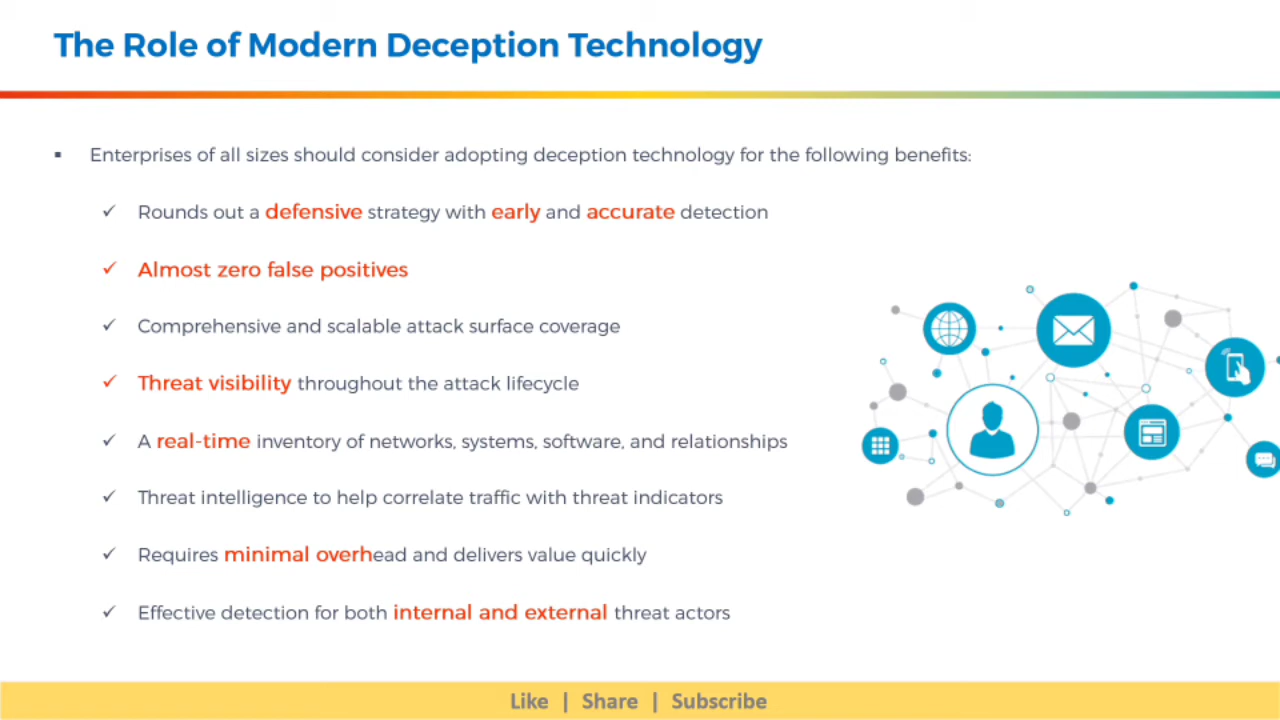 The Role of Modern Deception Technology
▪ Enterprises of all sizes should consider adopting deception technology for the following benefits:
✓ Rounds out a defensive strategy with early and accurate detection
✓ Almost zero false positives
✓ Comprehensive and scalable attack surface coverage
✓ Threat visibility throughout the attack lifecycle
✓ A real-time inventory of networks, systems, software, and relationships
✓ Threat intelligence to help correlate traffic with threat indicators
✓ Requires minimal overhead and delivers value quickly
✓ Effective detection for both internal and external threat actors
Like | Share | Subscribe